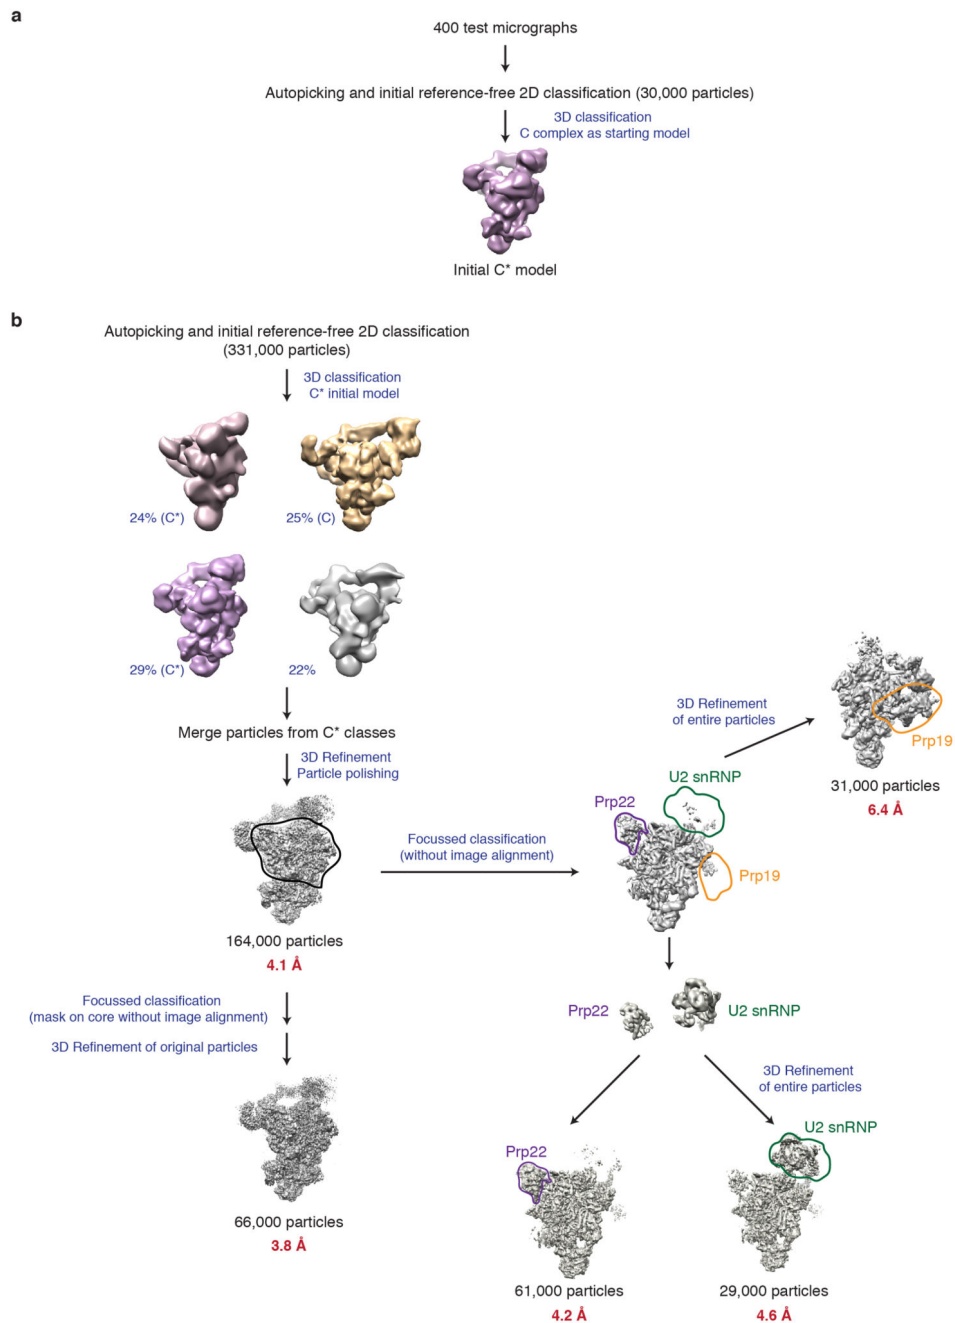 a
400 test micrographs
Autopicking and initial reference-free 2D classification (30,000 particles)
3D classification
C complex as starting model
Initial C* model
b
Autopicking and initial reference-free 2D classification
(331,000 particles)
3D classification
C* initial model
24% (C*)
25% (C)
29% (C*)
22%
Merge particles from C* classes
3D Refinement
Particle polishing
164,000 particles
4.1 Å
Focussed classification
(without image alignment)
Prp22
U2 snRNP
Prp19
3D Refinement
of entire particles
Prp19
31,000 particles
6.4 Å
Focussed classification
(mask on core without image alignment)
3D Refinement of original particles
66,000 particles
3.8 Å
Prp22
U2 snRNP
3D Refinement
of entire particles
Prp22
61,000 particles
4.2 Å
U2 snRNP
29,000 particles
4.6 Å